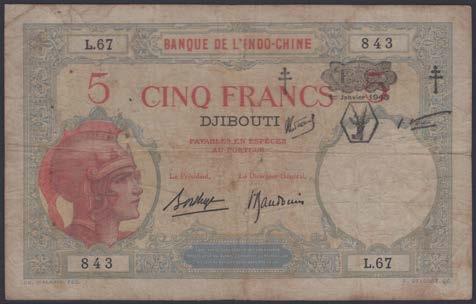 L.67
BANQUE DE L'INDO-CHINE
843
5 CINQ FRANCS 5
Janvier 1943
DJIBOUTI
PAYABLES EN ESPÈCES
AU PORTEUR
Le Président,
Le Directeur Général,
843
L.67